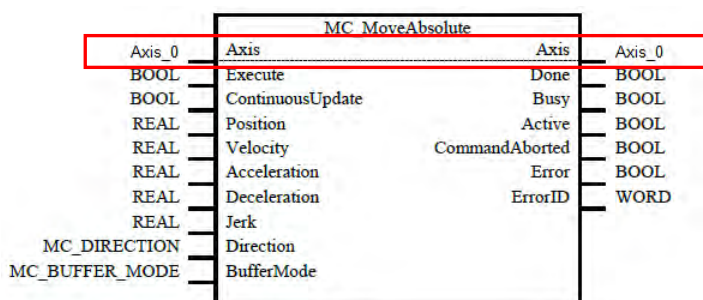 MC_MoveAbsolute
Axis_0 Axis Axis Axis_0
BOOL Execute Done BOOL
BOOL ContinuousUpdate Busy BOOL
REAL Position Active BOOL
REAL Velocity CommandAborted BOOL
REAL Acceleration Error BOOL
REAL Deceleration ErrorID WORD
REAL Jerk
MC_DIRECTION Direction
MC_BUFFER_MODE BufferMode